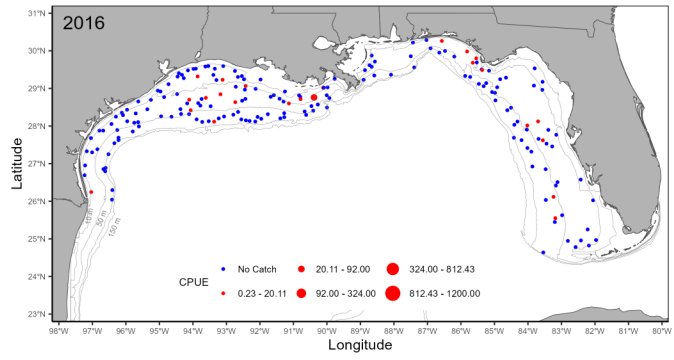 2016
31°N
30°N
29°N
28°N
27°N
26°N
25°N
24°N
23°N
Latitude
10 m
50 m
150 m
CPUE
No Catch
20.11 - 92.00
324.00 - 812.43
0.23 - 20.11
92.00 - 324.00
812.43 - 1200.00
98°W 97°W 96°W 95°W 94°W 93°W 92°W 91°W 90°W 89°W 88°W 87°W 86°W 85°W 84°W 83°W 82°W 81°W 80°W
Longitude